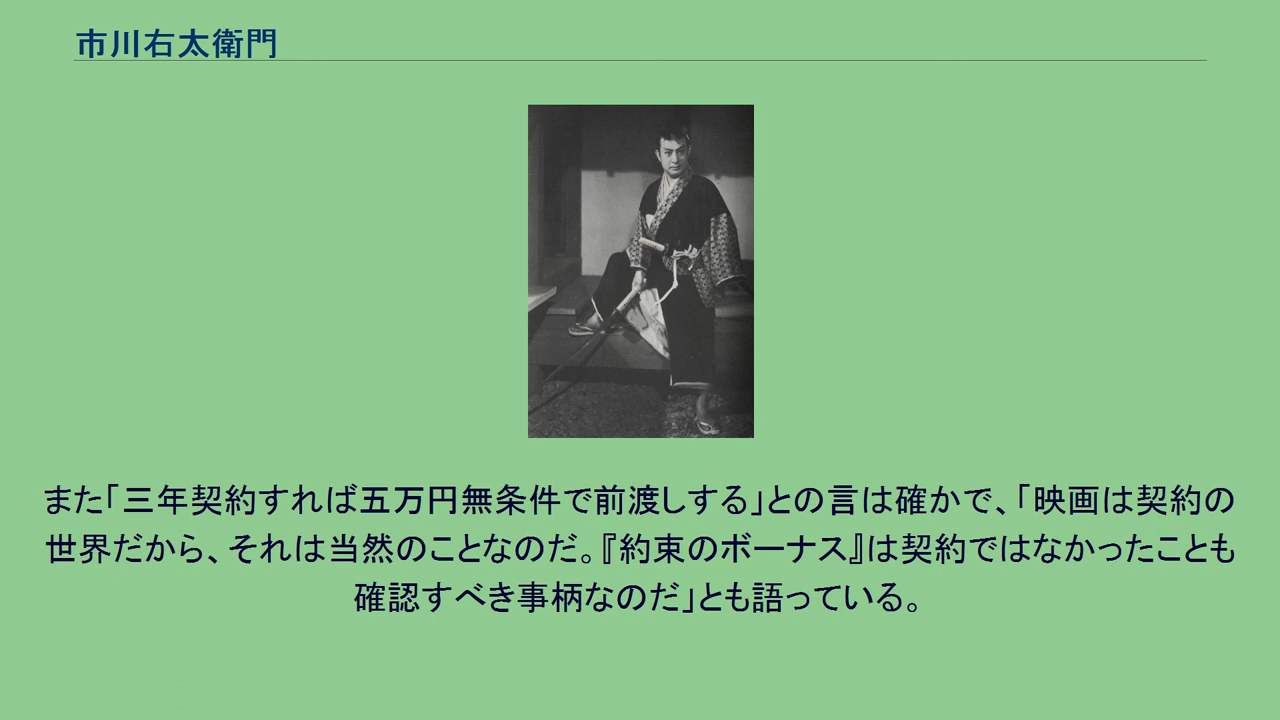 市川右太衛門
また「三年契約すれば五万円無条件で前渡しする」との言は確かで、「映画は契約の
世界だから、それは当然のことなのだ。『約束のボーナス』は契約ではなかったことも
確認すべき事柄なのだ」とも語っている。